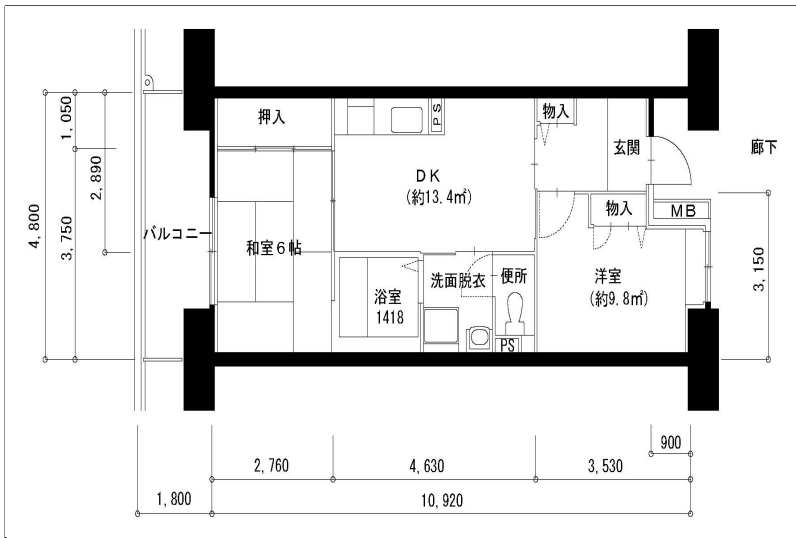 押入
PS
物入
玄関
廊下
DK
(約13.4㎡)
物入
MB
バルコニー
和室6帖
浴室
1418
洗面脱衣
便所
洋室
(約9.8㎡)
PS
1,050
2,890
3,750
4,800
3,150
900
2,760
4,630
3,530
1,800
10,920